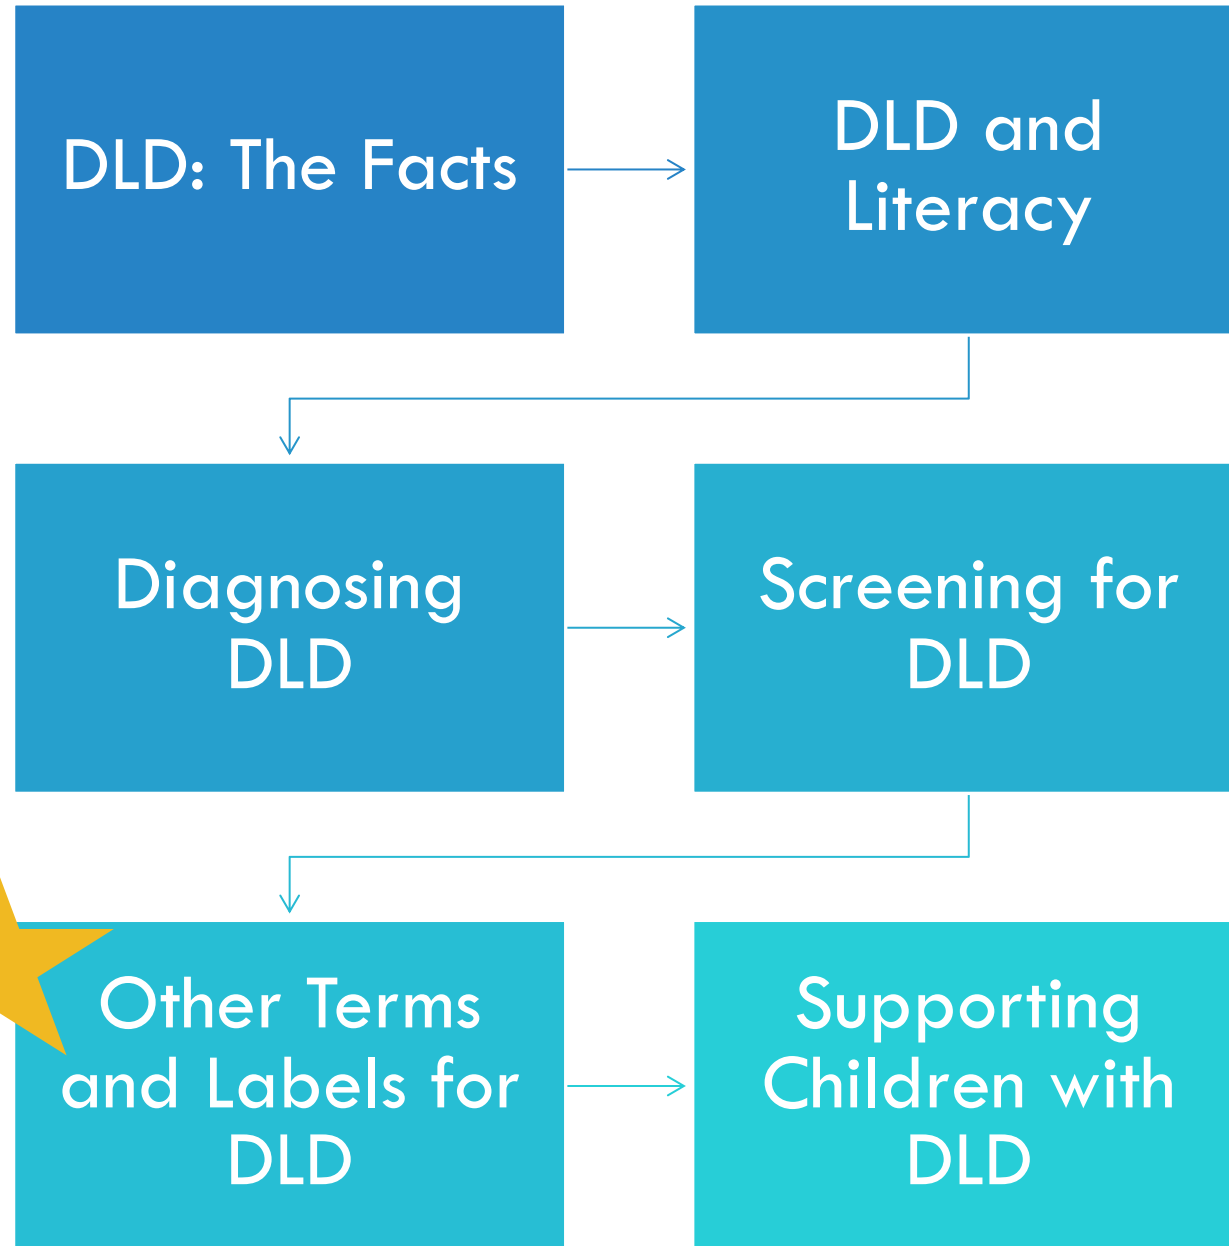 DLD: The Facts
DLD and
Literacy
Diagnosing
DLD
Screening for
DLD
Other Terms
and Labels for
DLD
Supporting
Children with
DLD